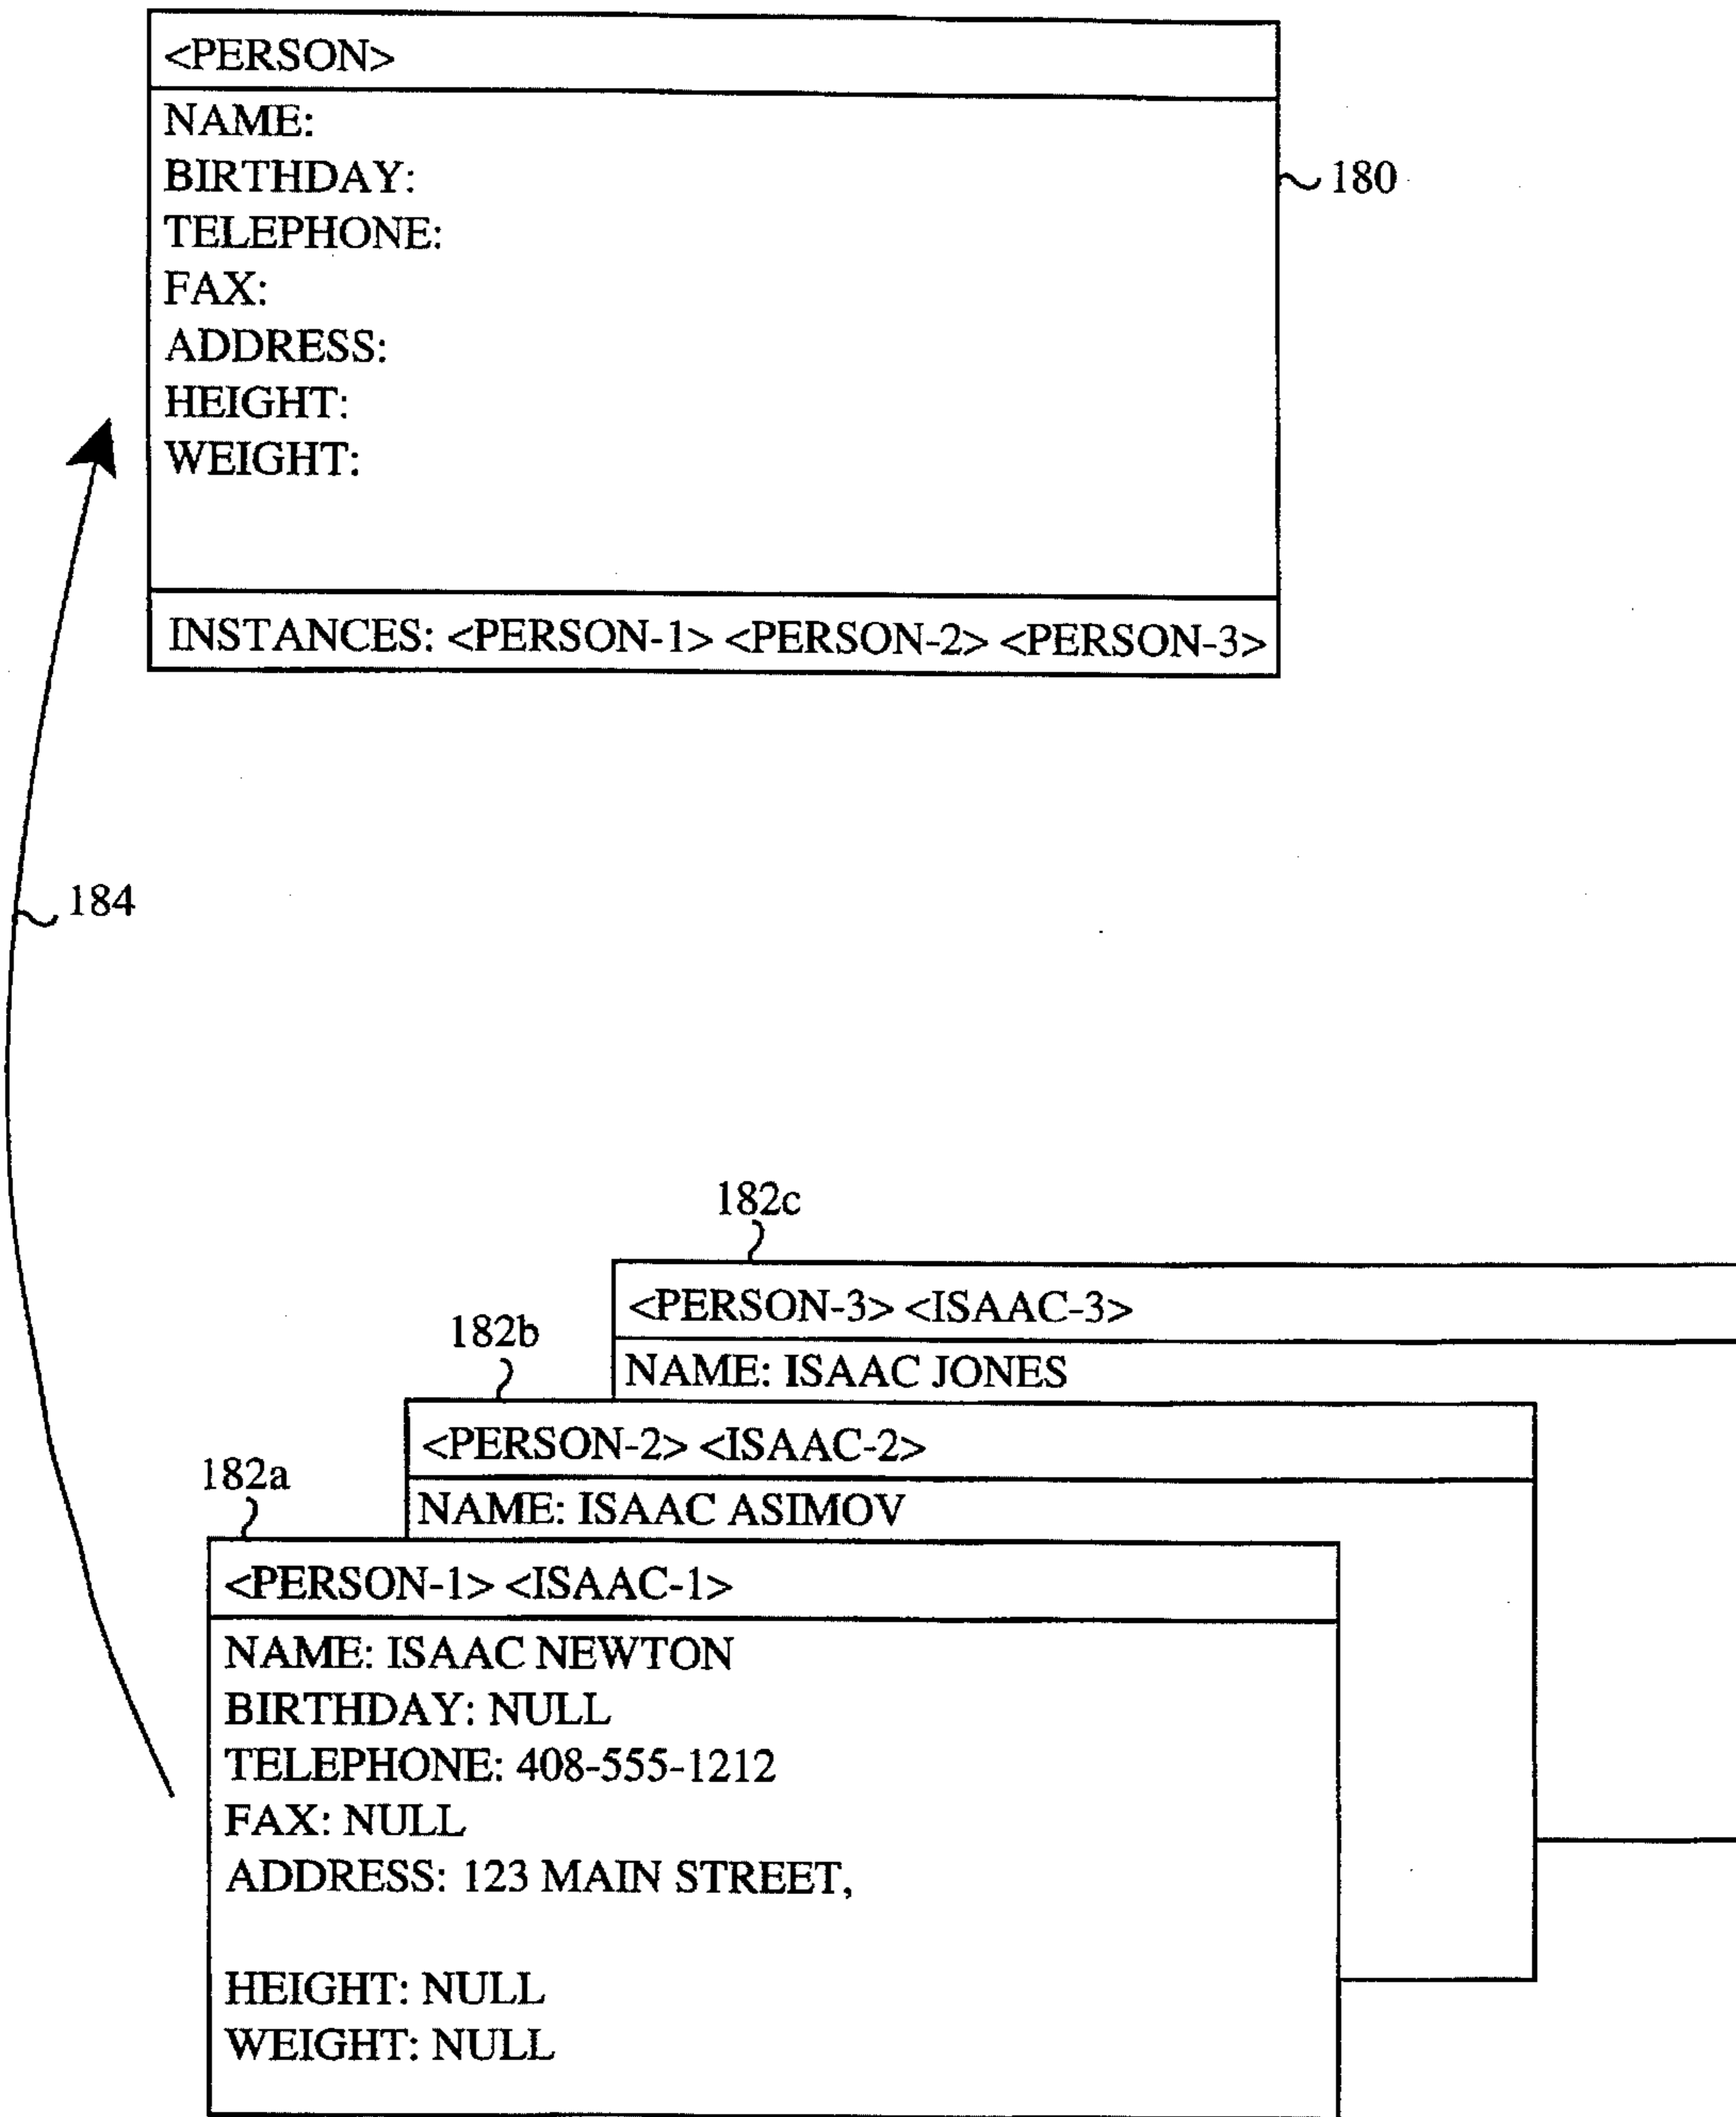 <PERSON>
NAME:
BIRTHDAY:
TELEPHONE:
FAX:
ADDRESS:
HEIGHT:
WEIGHT:
INSTANCES: <PERSON-1> <PERSON-2> <PERSON-3>
180
184
182c
<PERSON-3> <ISAAC-3>
NAME: ISAAC JONES
182b
<PERSON-2> <ISAAC-2>
NAME: ISAAC ASIMOV
182a
<PERSON-1> <ISAAC-1>
NAME: ISAAC NEWTON
BIRTHDAY: NULL
TELEPHONE: 408-555-1212
FAX: NULL
ADDRESS: 123 MAIN STREET,
HEIGHT: NULL
WEIGHT: NULL